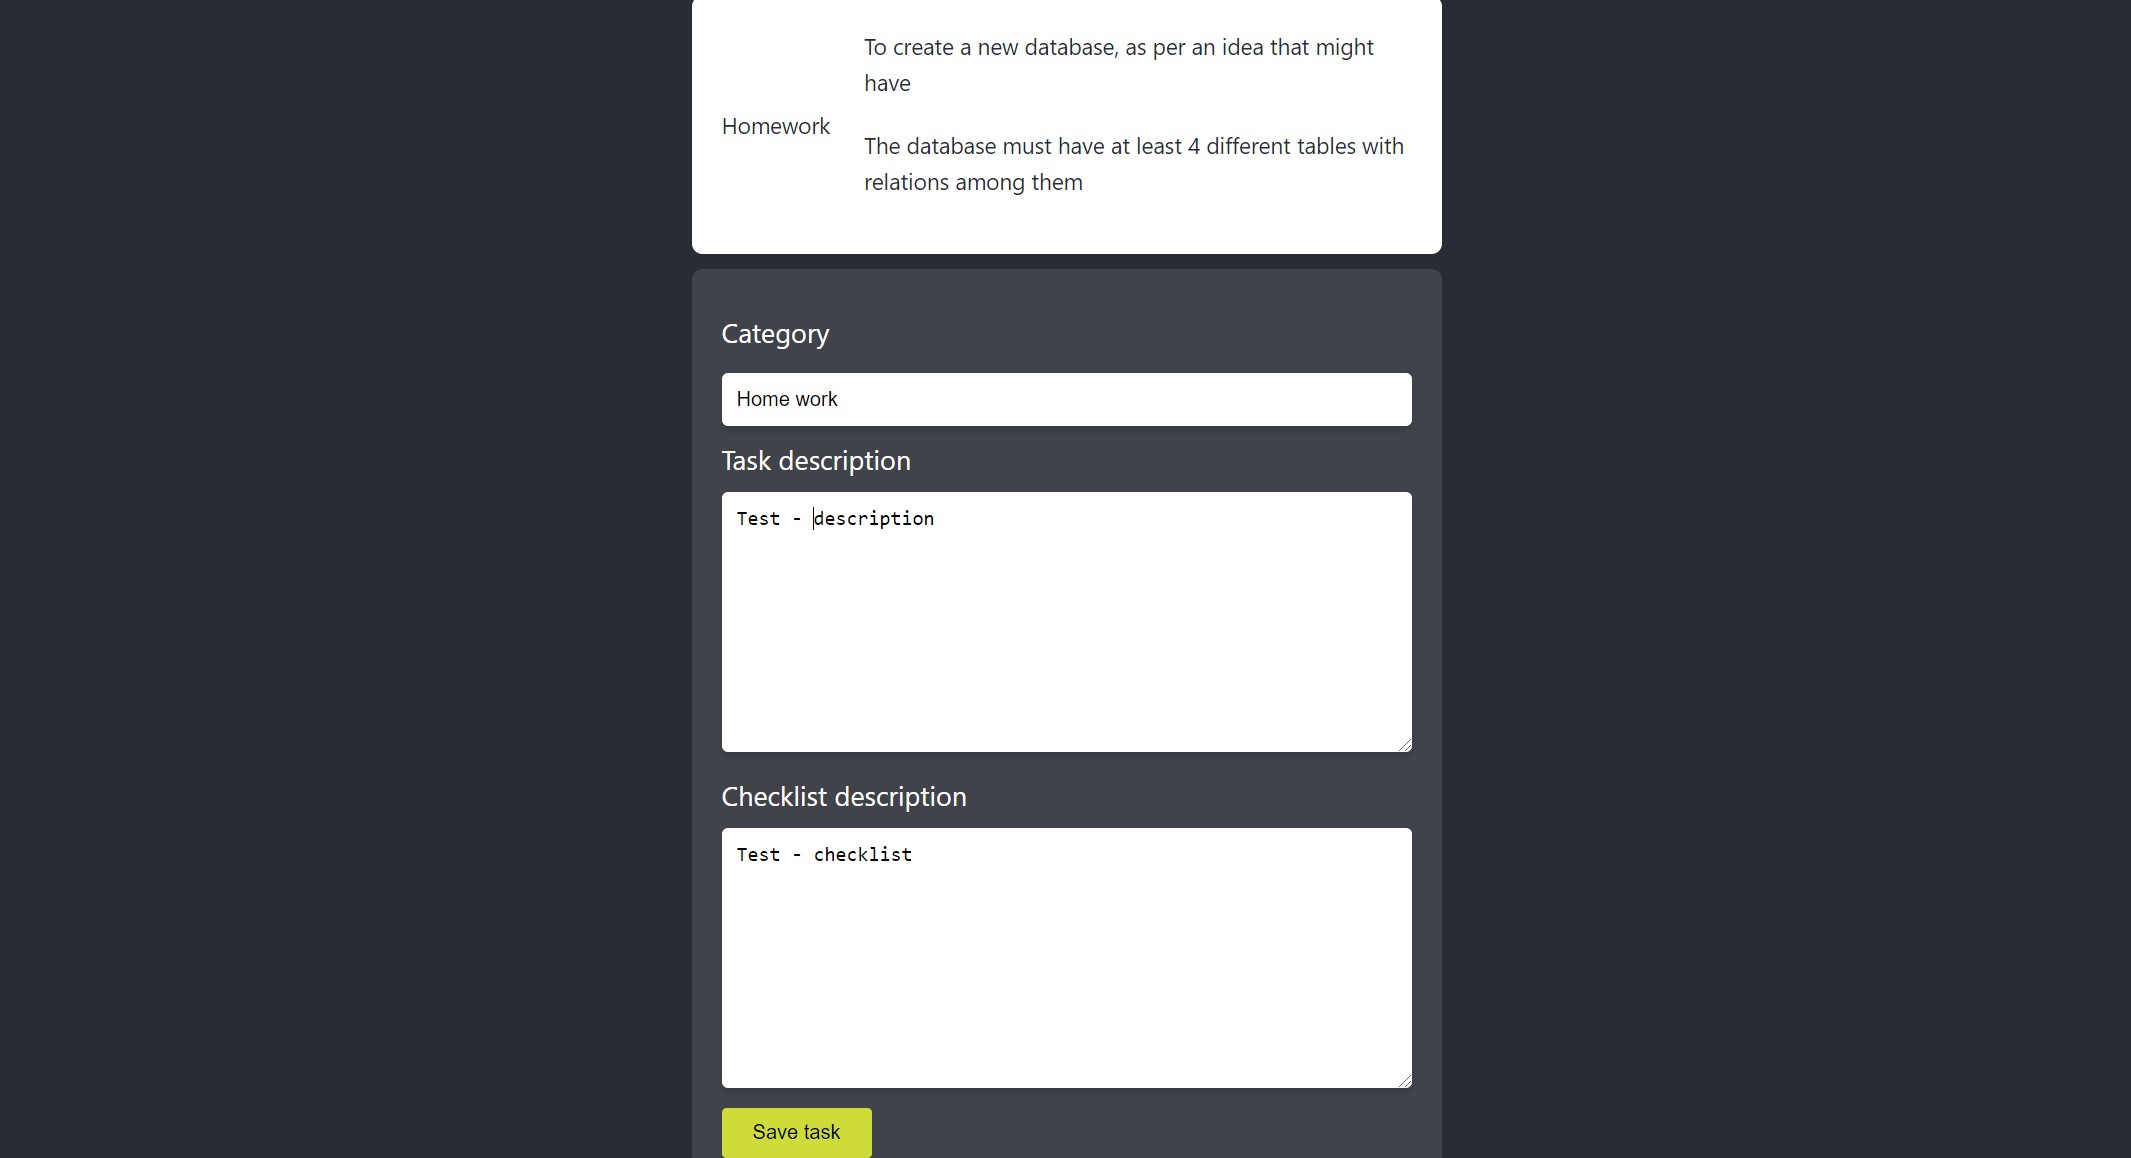 To create a new database, as per an idea that might
have
Homework
The database must have at least 4 different tables with
relations among them
Category
Home work
Task description
Test - description
Checklist description
Test - checklist
Save task